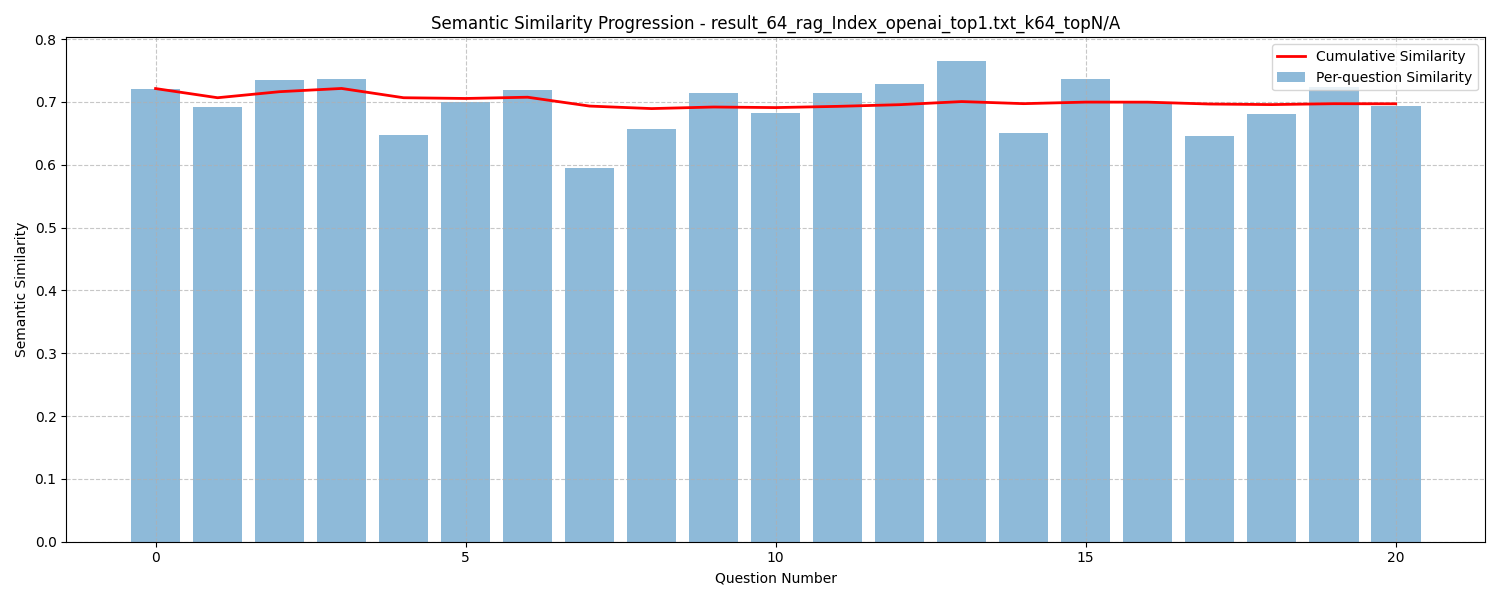 Semantic Similarity Progression - result_64_rag_Index_openai_top1.txt_k64_topN/A
Cumulative Similarity
Per-question Similarity
Semantic Similarity
0.8
0.7
0.6
0.5
0.4
0.3
0.2
0.1
0.0
0 5 10 15 20
Question Number